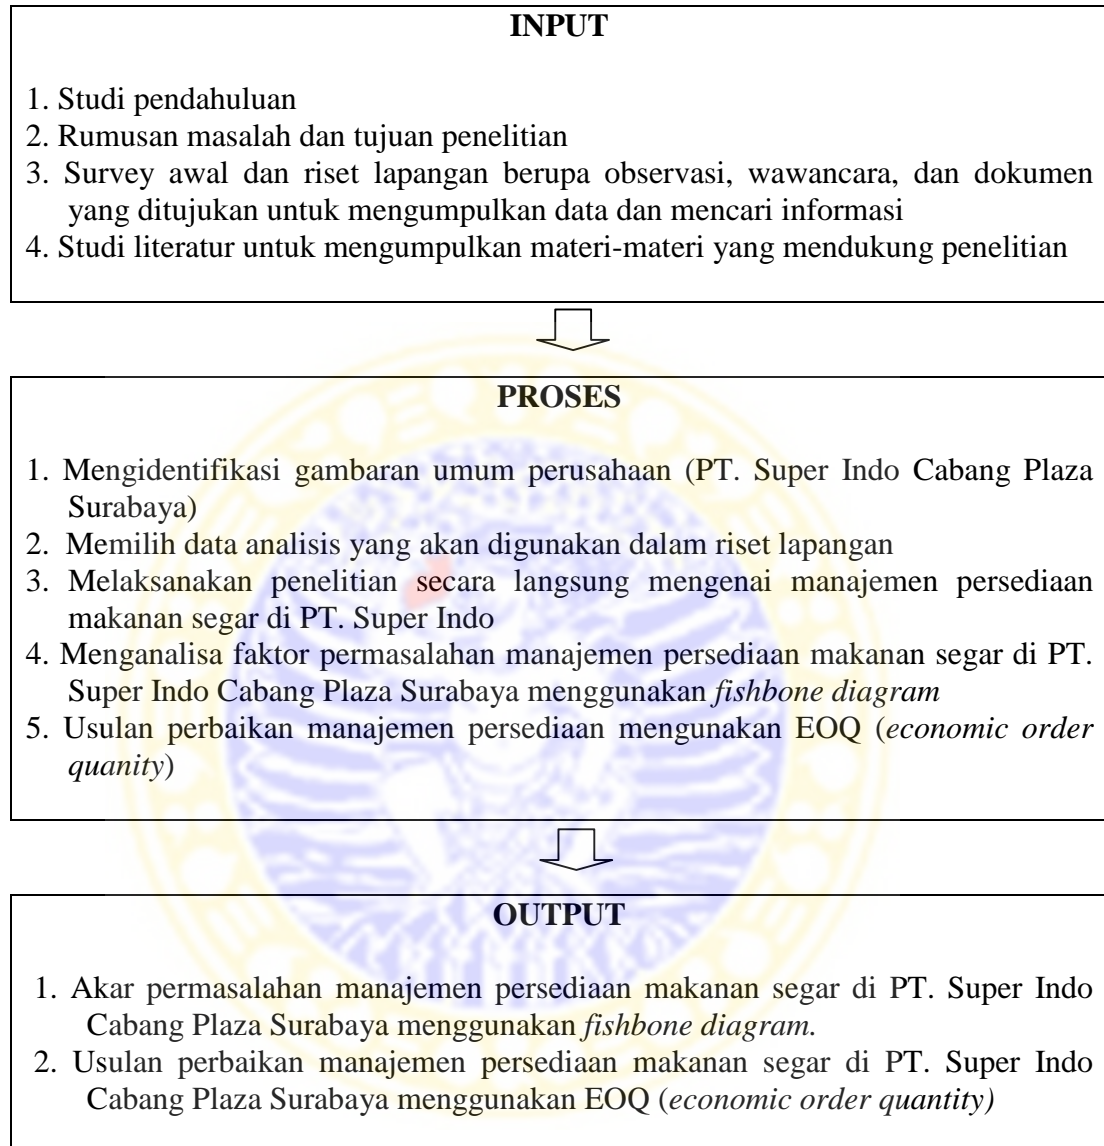 INPUT
1. Studi pendahuluan
2. Rumusan masalah dan tujuan penelitian
3. Survey awal dan riset lapangan berupa observasi, wawancara, dan dokumen
yang ditujukan untuk mengumpulkan data dan mencari informasi
4. Studi literatur untuk mengumpulkan materi-materi yang mendukung penelitian
PROSES
1. Mengidentifikasi gambaran umum perusahaan (PT. Super Indo Cabang Plaza
Surabaya)
2. Memilih data analisis yang akan digunakan dalam riset lapangan
3. Melaksanakan penelitian secara langsung mengenai manajemen persediaan
makanan segar di PT. Super Indo
4. Menganalisa faktor permasalahan manajemen persediaan makanan segar di PT.
Super Indo Cabang Plaza Surabaya menggunakan fishbone diagram
5. Usulan perbaikan manajemen persediaan mengunakan EOQ (economic order
quanity)
OUTPUT
1. Akar permasalahan manajemen persediaan makanan segar di PT. Super Indo
Cabang Plaza Surabaya menggunakan fishbone diagram.
2. Usulan perbaikan manajemen persediaan makanan segar di PT. Super Indo
Cabang Plaza Surabaya menggunakan EOQ (economic order quantity)